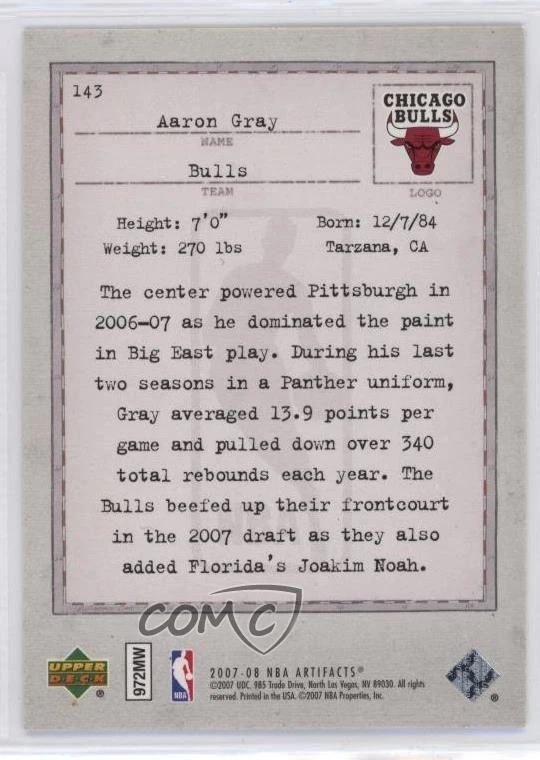 143
CHICAGO
BULLS
Aaron Gray
NAME
Bulls
TEAM
LOGO
Height: 7'0"
Born: 12/7/84
Weight: 270 lbs
Tarzana, CA
The center powered Pittsburgh in
2006-07 as he dominated the paint
in Big East play. During his last
two seasons in a Panther uniform,
Gray averaged 13.9 points per
game and pulled down over 340
total rebounds each year. The
Bulls beefed up their frontcourt
in the 2007 draft as they also
added Florida's Joakim Noah.
COMC
UPPER
DECK
®
972MW
NBA
2007-08 NBA ARTIFACTS®
©2007 UDC. 985 Trade Drive, North Las Vegas, NV 89030. All rights
reserved. Printed in the USA. ©2007 NBA Properties, Inc.
®